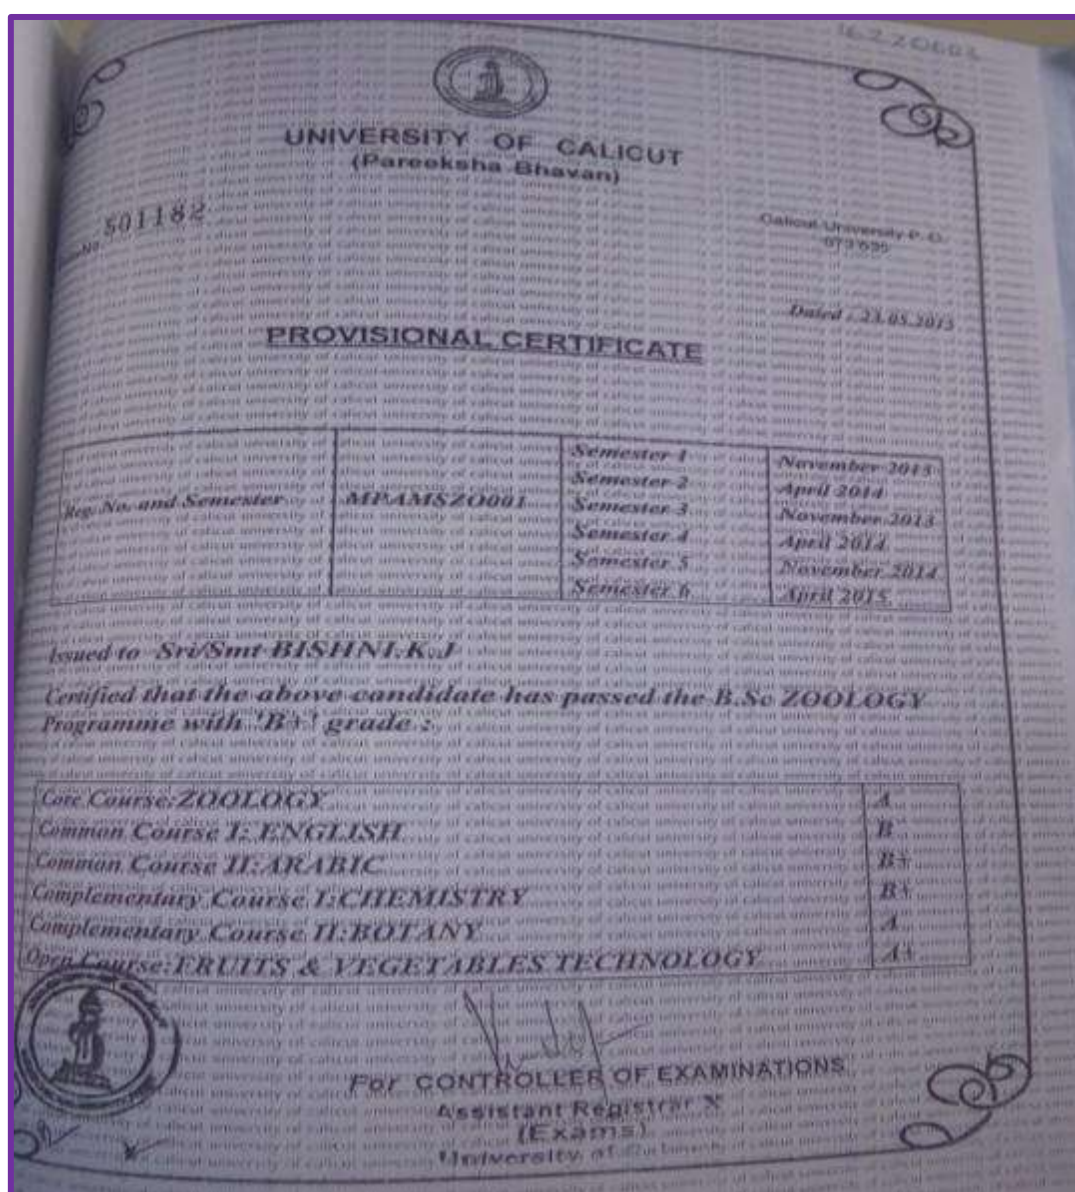 UNIVERSITY OF CALICUT
(Pareeksha Bhavan)
No. 501182
Calicut University P. O.
673 635
Dated : 23.05.2015
PROVISIONAL CERTIFICATE
Reg. No. and Semester MPAMSZO001
Semester 1 November 2013
Semester 2 April 2014
Semester 3 November 2013
Semester 4 April 2014
Semester 5 November 2014
Semester 6 April 2015
Issued to Sri/Smt BISHNI.K.J
Certified that the above candidate has passed the B.Sc ZOOLOGY
Programme with 'B+' grade :
Core Course:ZOOLOGY A
Common Course I: ENGLISH B
Common Course II:ARABIC B+
Complementary Course I:CHEMISTRY B+
Complementary Course II:BOTANY A
Open Course:FRUITS & VEGETABLES TECHNOLOGY A+
For CONTROLLER OF EXAMINATIONS
Assistant Registrar X
(Exams)
University of